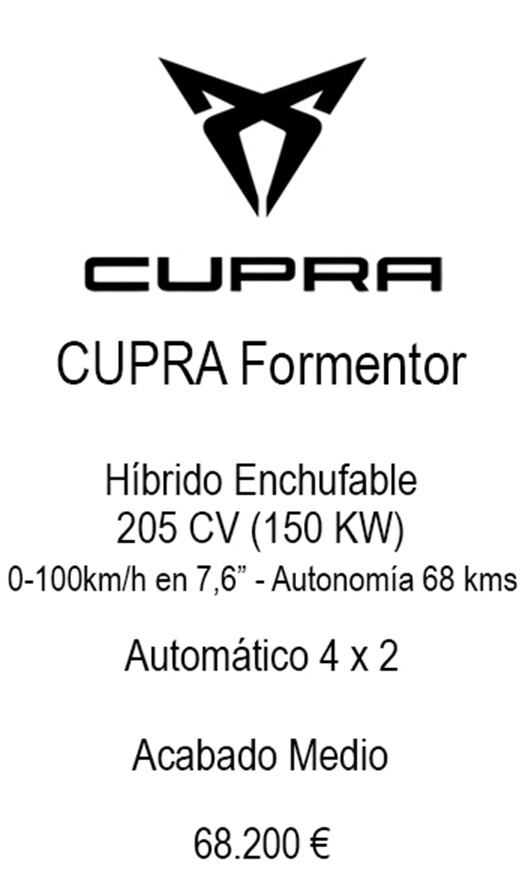 CUPRA
CUPRA Formentor
Híbrido Enchufable
205 CV (150 KW)
0-100km/h en 7,6” - Autonomía 68 kms
Automático 4 x 2
Acabado Medio
68.200 €